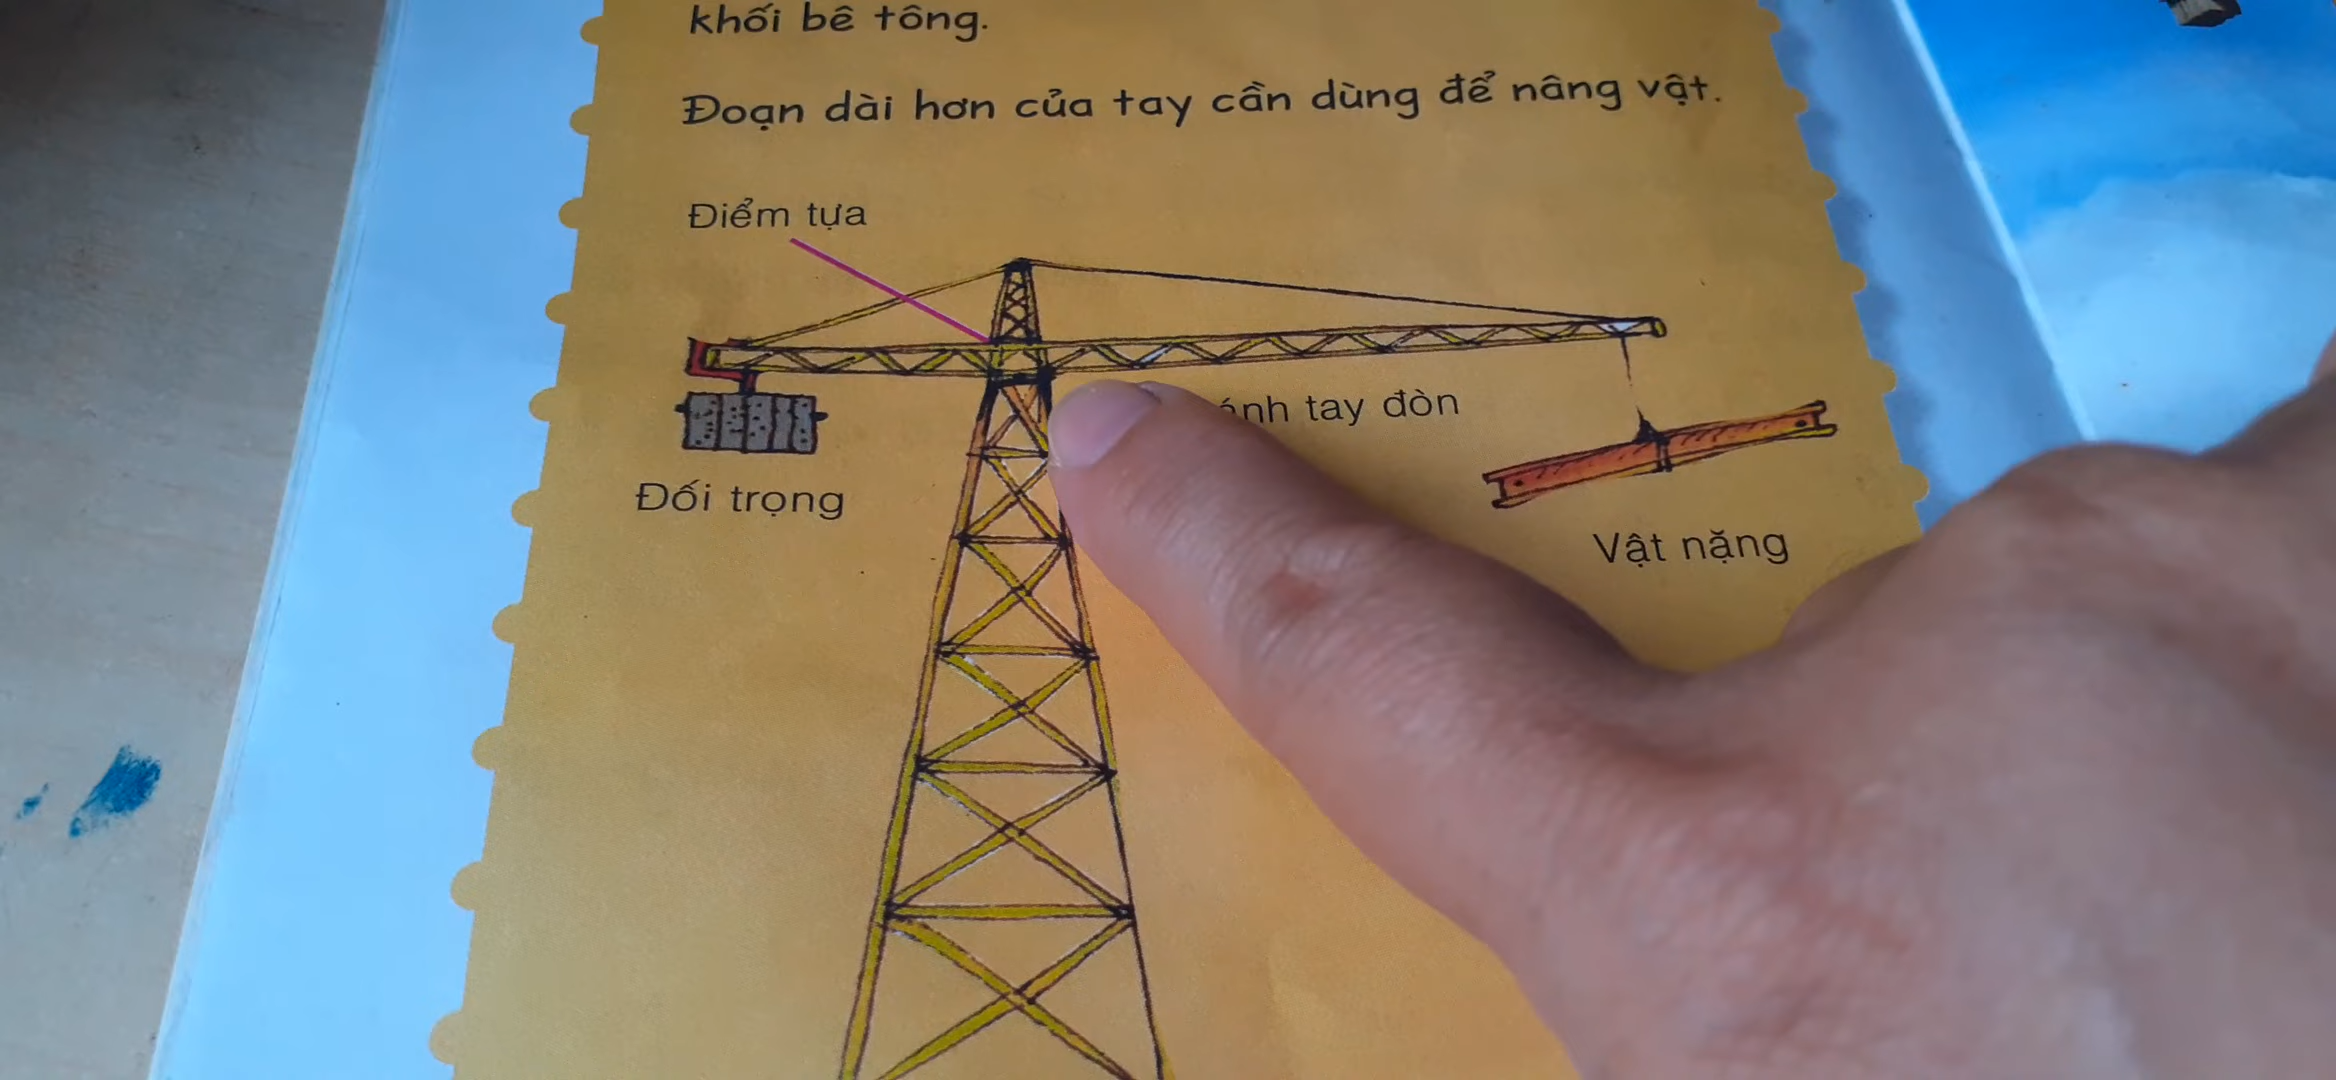 khối bê tông.
Đoạn dài hơn của tay cần dùng để nâng vật.
Điểm tựa
tay đòn
Đối trọng
Vật nặng